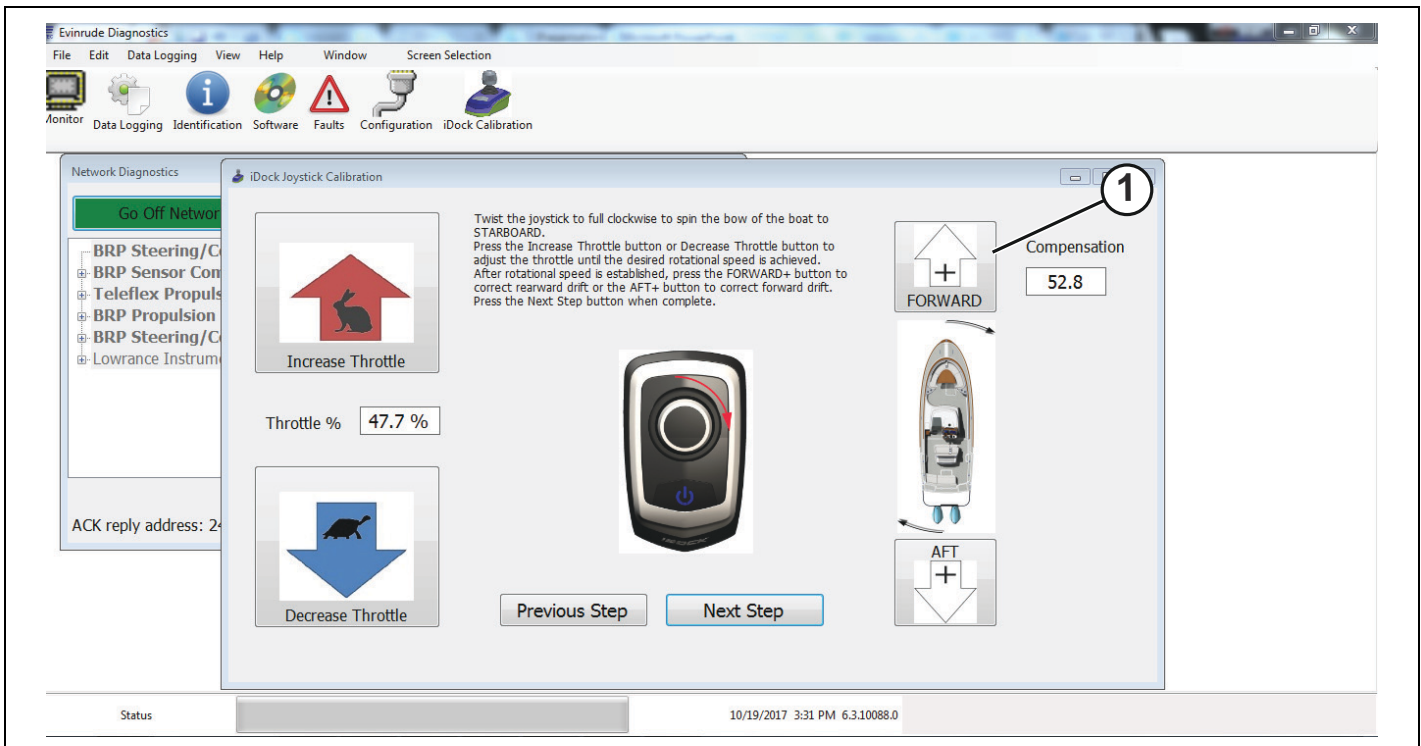 Evinrude Diagnostics
File Edit Data Logging View Help Window Screen Selection
Monitor Data Logging Identification Software Faults Configuration iDock Calibration
Network Diagnostics
Go Off Networ
BRP Steering/Co
BRP Sensor Con
Teleflex Propuls
BRP Propulsion
BRP Steering/Co
Lowrance Instrume
ACK reply address: 24
iDock Joystick Calibration
1
Increase Throttle
Throttle % 47.7 %
Decrease Throttle
Twist the joystick to full clockwise to spin the bow of the boat to
STARBOARD.
Press the Increase Throttle button or Decrease Throttle button to
adjust the throttle until the desired rotational speed is achieved.
After rotational speed is established, press the FORWARD+ button to
correct rearward drift or the AFT+ button to correct forward drift.
Press the Next Step button when complete.
Previous Step Next Step
+
FORWARD
Compensation
52.8
AFT
+
Status 10/19/2017 3:31 PM 6.3.10088.0